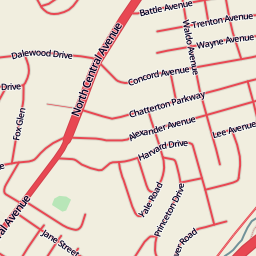 Battle Avenue
Trenton Avenue
Waldo Avenue
Wayne Avenue
Dalewood Drive
Concord Avenue
Drive
North Central Avenue
Chatterton Parkway
Fox Glen
Alexander Avenue
Lee Avenue
Harvard Drive
Yale Road
Princeton Drive
Avenue
Jane Street